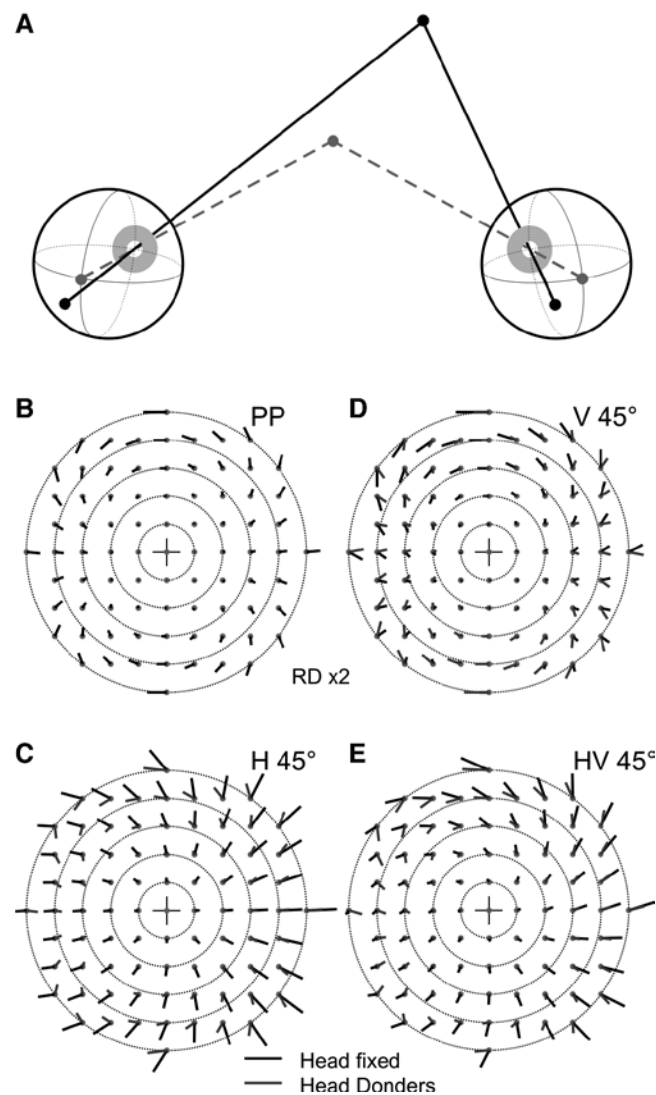 A
B
PP
D
V 45°
RD x2
C
H 45°
E
HV 45°
Head fixed
Head Donders